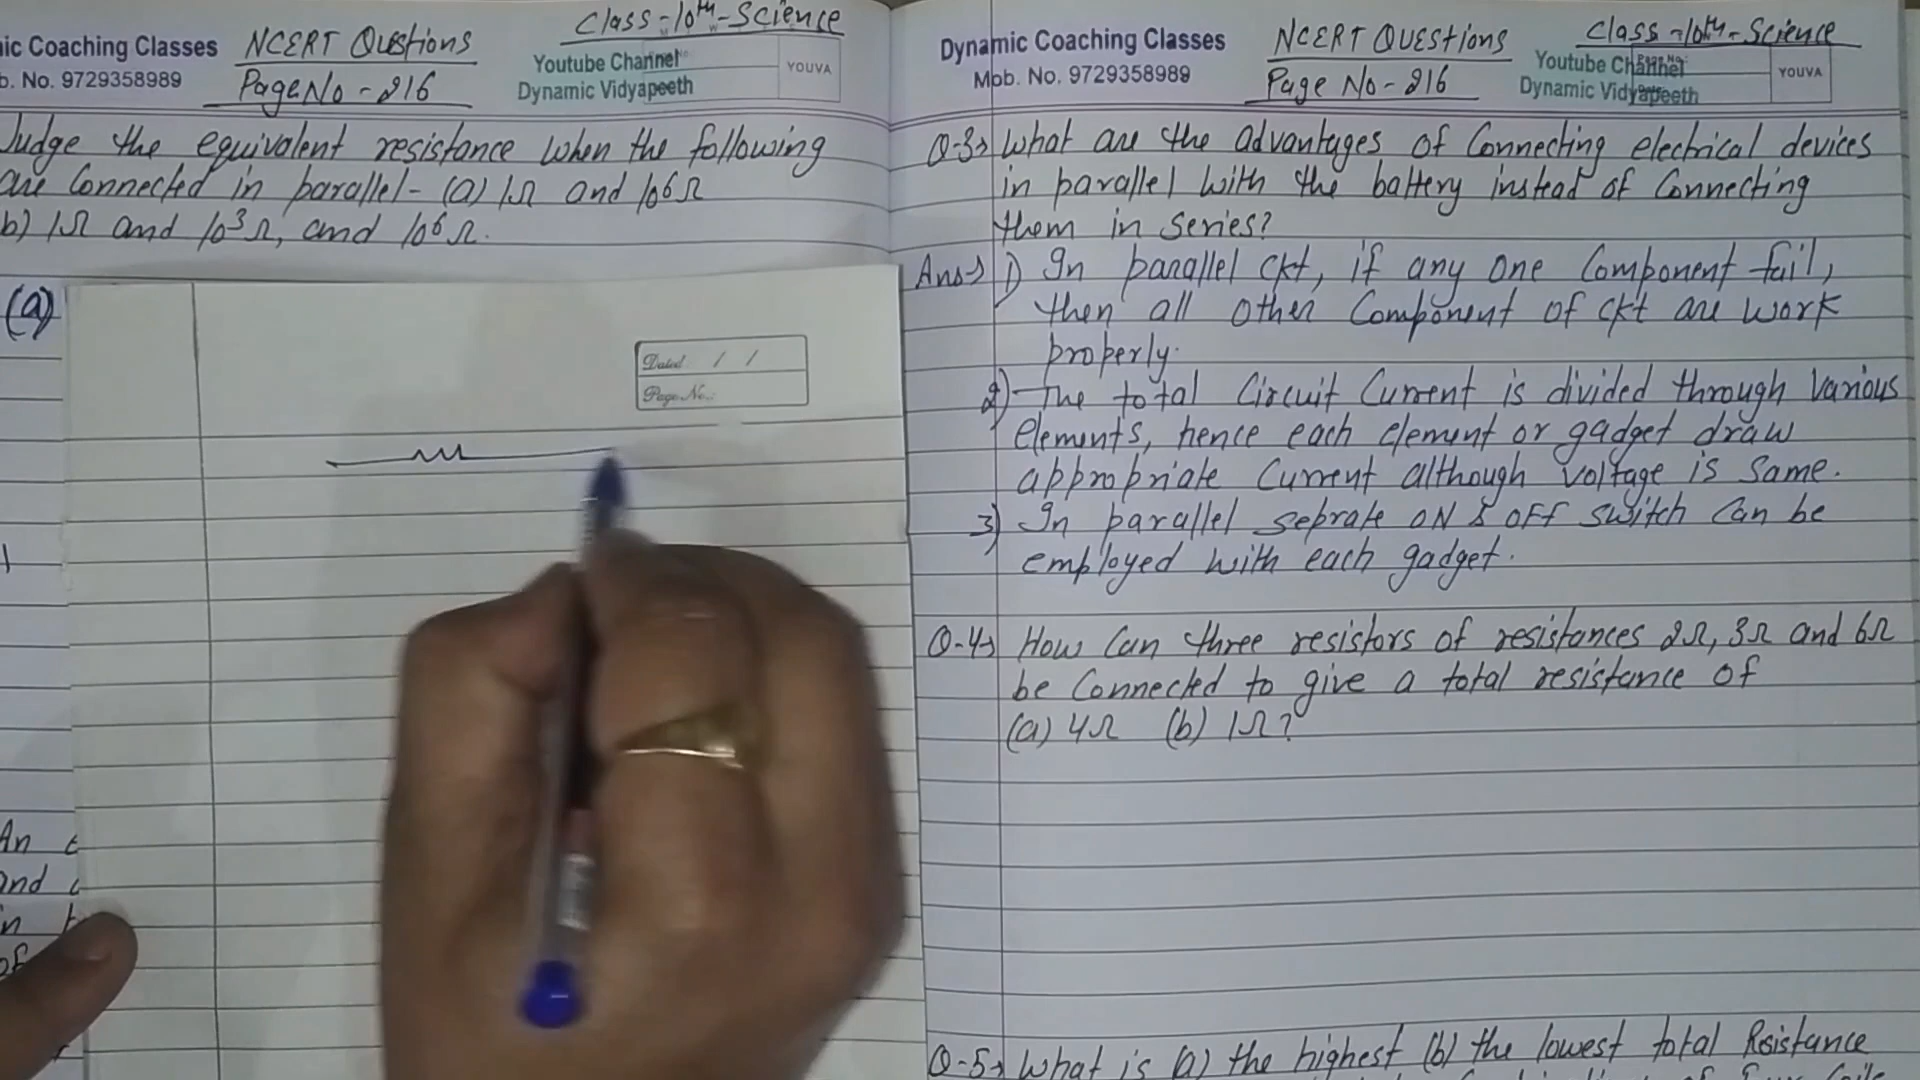 ic Coaching Classes
b. No. 9729358989
NCERT Questions
Page No - 216
Class - 10th - Science
Youtube Channel
Dynamic Vidyapeeth
YOUVA
Judge the equivalent resistance when the following
are Connected in parallel - (a) 1Ω and 10⁶Ω
b) 1Ω and 10³Ω, and 10⁶Ω.
(a)
Dated / /
Page No.:
An
and
in
of
Dynamic Coaching Classes
Mob. No. 9729358989
NCERT QUESTIONS
Page No - 216
Class - 10th - Science
Youtube Channel
Dynamic Vidyapeeth
YOUVA
Q-3→ What are the advantages of Connecting electrical devices
in parallel with the battery instead of Connecting
them in series?
Ans→ 1) In parallel ckt, if any one Component fail,
then all other Component of ckt are work
properly.
2) The total Circuit Current is divided through Various
elements, hence each element or gadget draw
appropriate Current although voltage is same.
3) In parallel seprate ON & OFF switch Can be
employed with each gadget.
Q-4→ How Can three resistors of resistances 2Ω, 3Ω and 6Ω
be Connected to give a total resistance of
(a) 4Ω (b) 1Ω?
Q-5→ What is (a) the highest (b) the lowest total Resistance